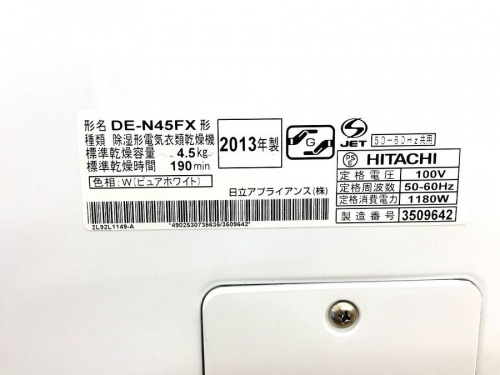 形名 DE-N45FX 形
種類 除湿形電気衣類乾燥機
標準乾燥容量 4.5kg
標準乾燥時間 190min
色相:W(ピュアホワイト)
2013年製
G
S
JET
50-60Hz共用
PS
E
HITACHI
定格電圧 100V
定格周波数 50-60Hz
定格消費電力 1180W
製造番号 3509642
日立アプライアンス(株)
2L92L1149-A
*4902530738636/3509642*